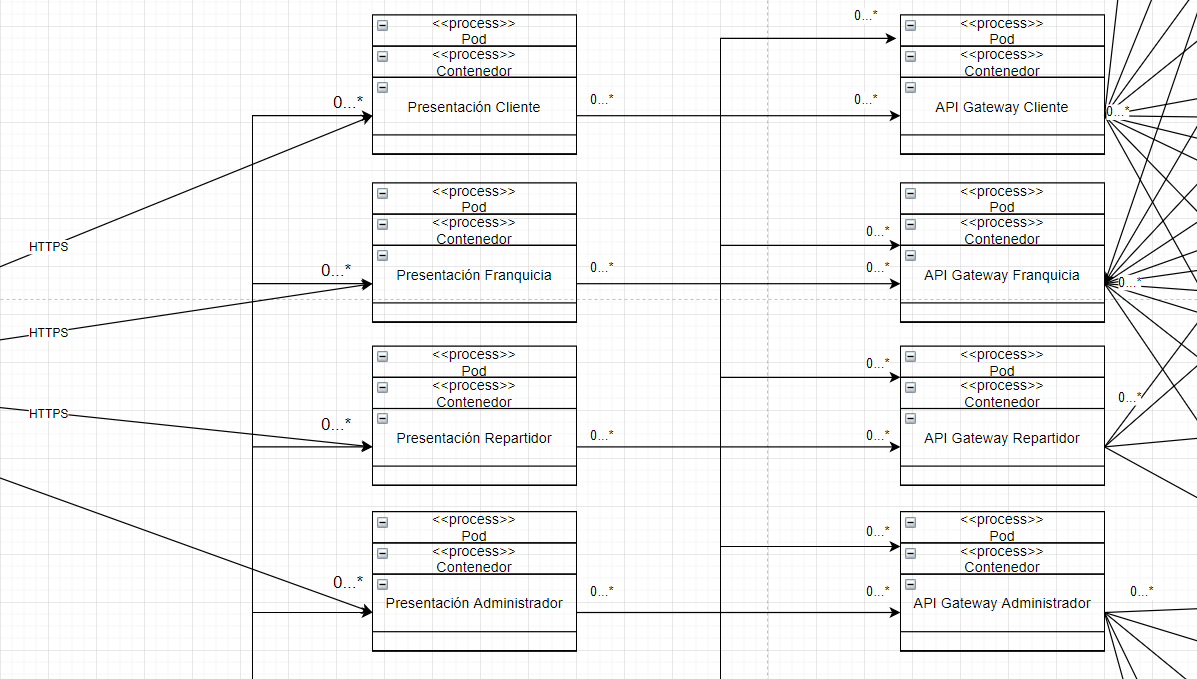 0...*
<<process>>
Pod
<<process>>
Contenedor
Presentación Cliente
0...*
0...*
0...*
<<process>>
Pod
<<process>>
Contenedor
API Gateway Cliente
0...*
0...*
HTTPS
<<process>>
Pod
<<process>>
Contenedor
Presentación Franquicia
0...*
0...*
0...*
0...*
<<process>>
Pod
<<process>>
Contenedor
API Gateway Franquicia
0...*
HTTPS
<<process>>
Pod
<<process>>
Contenedor
Presentación Repartidor
0...*
HTTPS
0...*
0...*
0...*
<<process>>
Pod
<<process>>
Contenedor
API Gateway Repartidor
0...*
<<process>>
Pod
<<process>>
Contenedor
Presentación Administrador
0...*
0...*
0...*
0...*
<<process>>
Pod
<<process>>
Contenedor
API Gateway Administrador
0...*